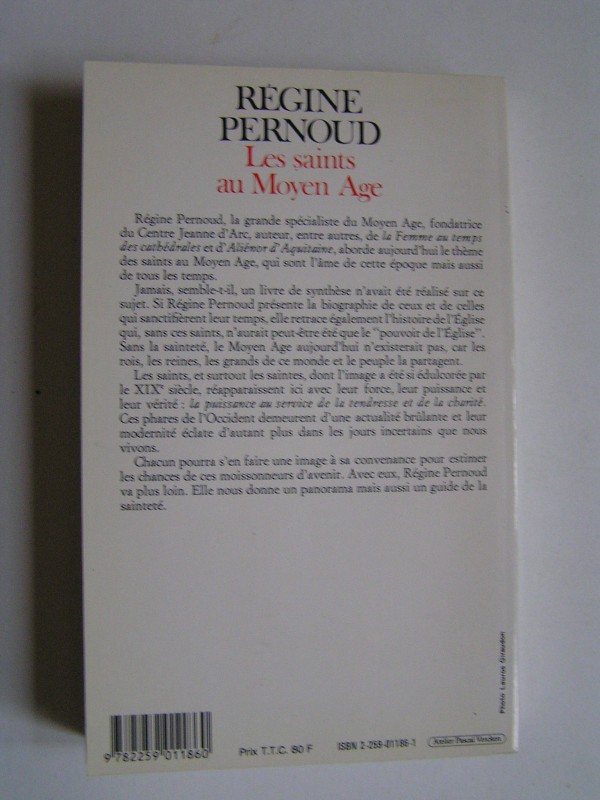 RÉGINE
PERNOUD
Les saints
au Moyen Age
Régine Pernoud, la grande spécialiste du Moyen Age, fondatrice
du Centre Jeanne d'Arc, auteur, entre autres, de la Femme au temps
des cathédrales et d'Aliénor d'Aquitaine, aborde aujourd'hui le thème
des saints au Moyen Age, qui sont l'âme de cette époque mais aussi
de tous les temps.
Jamais, semble-t-il, un livre de synthèse n'avait été réalisé sur ce
sujet. Si Régine Pernoud présente la biographie de ceux et de celles
qui sanctifièrent leur temps, elle retrace également l'histoire de l'Église
qui, sans ces saints, n'aurait peut-être été que le "pouvoir de l'Église".
Sans la sainteté, le Moyen Age aujourd'hui n'existerait pas, car les
rois, les reines, les grands de ce monde et le peuple la partagent.
Les saints, et surtout les saintes, dont l'image a été si édulcorée par
le XIXe siècle, réapparaissent ici avec leur force, leur puissance et
leur vérité : la puissance au service de la tendresse et de la charité.
Ces phares de l'Occident demeurent d'une actualité brûlante et leur
modernité éclate d'autant plus dans les jours incertains que nous
vivons.
Chacun pourra s'en faire une image à sa convenance pour estimer
les chances de ces moissonneurs d'avenir. Avec eux, Régine Pernoud
va plus loin. Elle nous donne un panorama mais aussi un guide de la
sainteté.
Photo Lauros Giraudon
9 782259 011860
Prix T.T.C. 80 F
ISBN 2-259-01186-1
Atelier Pascal Vercken